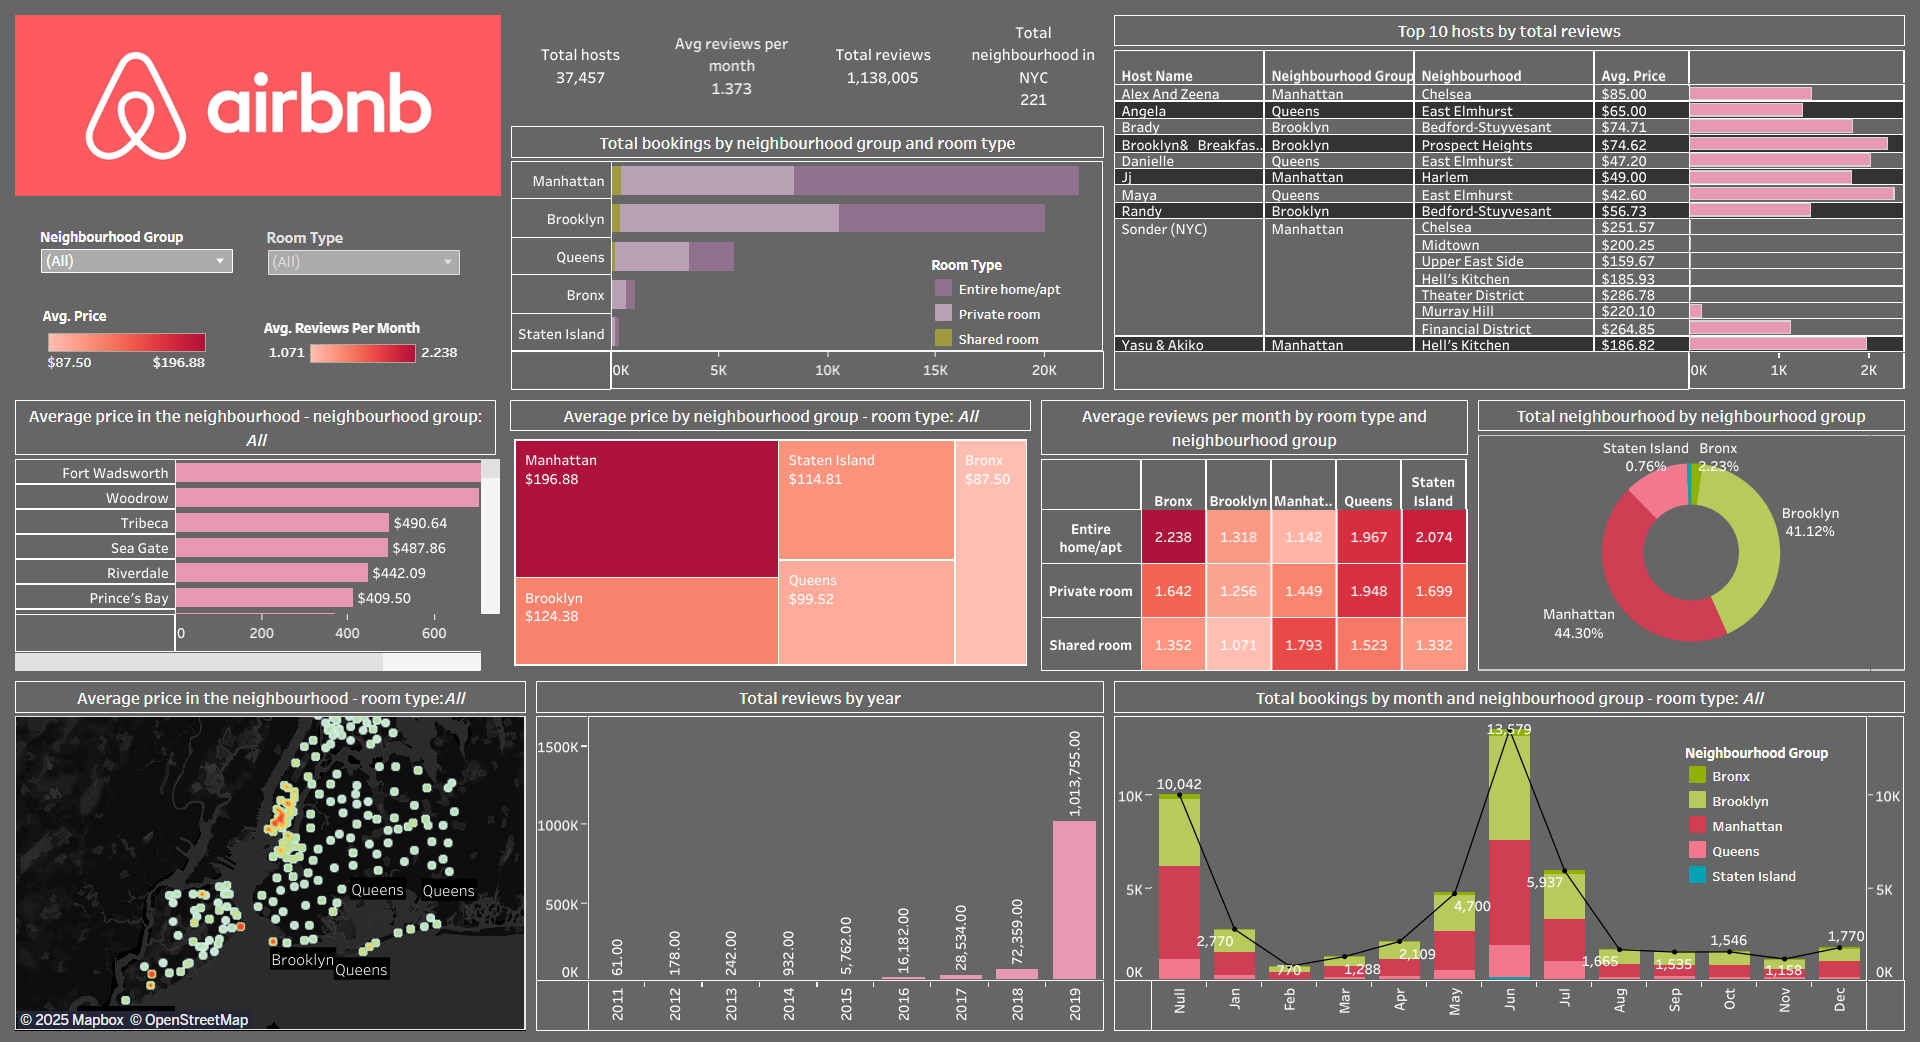 airbnb
Total hosts
37,457
Avg reviews per
month
1.373
Total reviews
1,138,005
Total
neighbourhood in
NYC
221
Neighbourhood Group
(All)
Room Type
(All)
Avg. Price
$87.50 $196.88
Avg. Reviews Per Month
1.071 2.238
Total bookings by neighbourhood group and room type
Manhattan
Brooklyn
Queens
Bronx
Staten Island
Room Type
Entire home/apt
Private room
Shared room
0K 5K 10K 15K 20K
Top 10 hosts by total reviews
Host Name Neighbourhood Group Neighbourhood Avg. Price
Alex And Zeena Manhattan Chelsea $85.00
Angela Queens East Elmhurst $65.00
Brady Brooklyn Bedford-Stuyvesant $74.71
Brooklyn& Breakfas.. Brooklyn Prospect Heights $74.62
Danielle Queens East Elmhurst $47.20
Jj Manhattan Harlem $49.00
Maya Queens East Elmhurst $42.60
Randy Brooklyn Bedford-Stuyvesant $56.73
Sonder (NYC) Manhattan Chelsea $251.57
Midtown $200.25
Upper East Side $159.67
Hell's Kitchen $185.93
Theater District $286.78
Murray Hill $220.10
Financial District $264.85
Yasu & Akiko Manhattan Hell's Kitchen $186.82
0K 1K 2K
Average price in the neighbourhood - neighbourhood group:
All
Fort Wadsworth
Woodrow
Tribeca $490.64
Sea Gate $487.86
Riverdale $442.09
Prince's Bay $409.50
0 200 400 600
Average price by neighbourhood group - room type: All
Manhattan
$196.88
Brooklyn
$124.38
Staten Island
$114.81
Queens
$99.52
Bronx
$87.50
Average reviews per month by room type and
neighbourhood group
Bronx Brooklyn Manhat.. Queens Staten
Island
Entire
home/apt 2.238 1.318 1.142 1.967 2.074
Private room 1.642 1.256 1.449 1.948 1.699
Shared room 1.352 1.071 1.793 1.523 1.332
Total neighbourhood by neighbourhood group
Staten Island
0.76%
Bronx
2.23%
Brooklyn
41.12%
Manhattan
44.30%
Average price in the neighbourhood - room type:All
Queens Queens
Brooklyn
Queens
© 2025 Mapbox © OpenStreetMap
Total reviews by year
1500K
1000K
500K
0K
61.00
178.00
242.00
932.00
5,762.00
16,182.00
28,534.00
72,359.00
1,013,755.00
2011 2012 2013 2014 2015 2016 2017 2018 2019
Total bookings by month and neighbourhood group - room type: All
10K
5K
0K
10,042
2,770
770
1,288
2,109
4,700
13,579
5,937
1,665
1,535
1,546
1,158
1,770
Neighbourhood Group
Bronx
Brooklyn
Manhattan
Queens
Staten Island
10K
5K
0K
Null Jan Feb Mar Apr May Jun Jul Aug Sep Oct Nov Dec